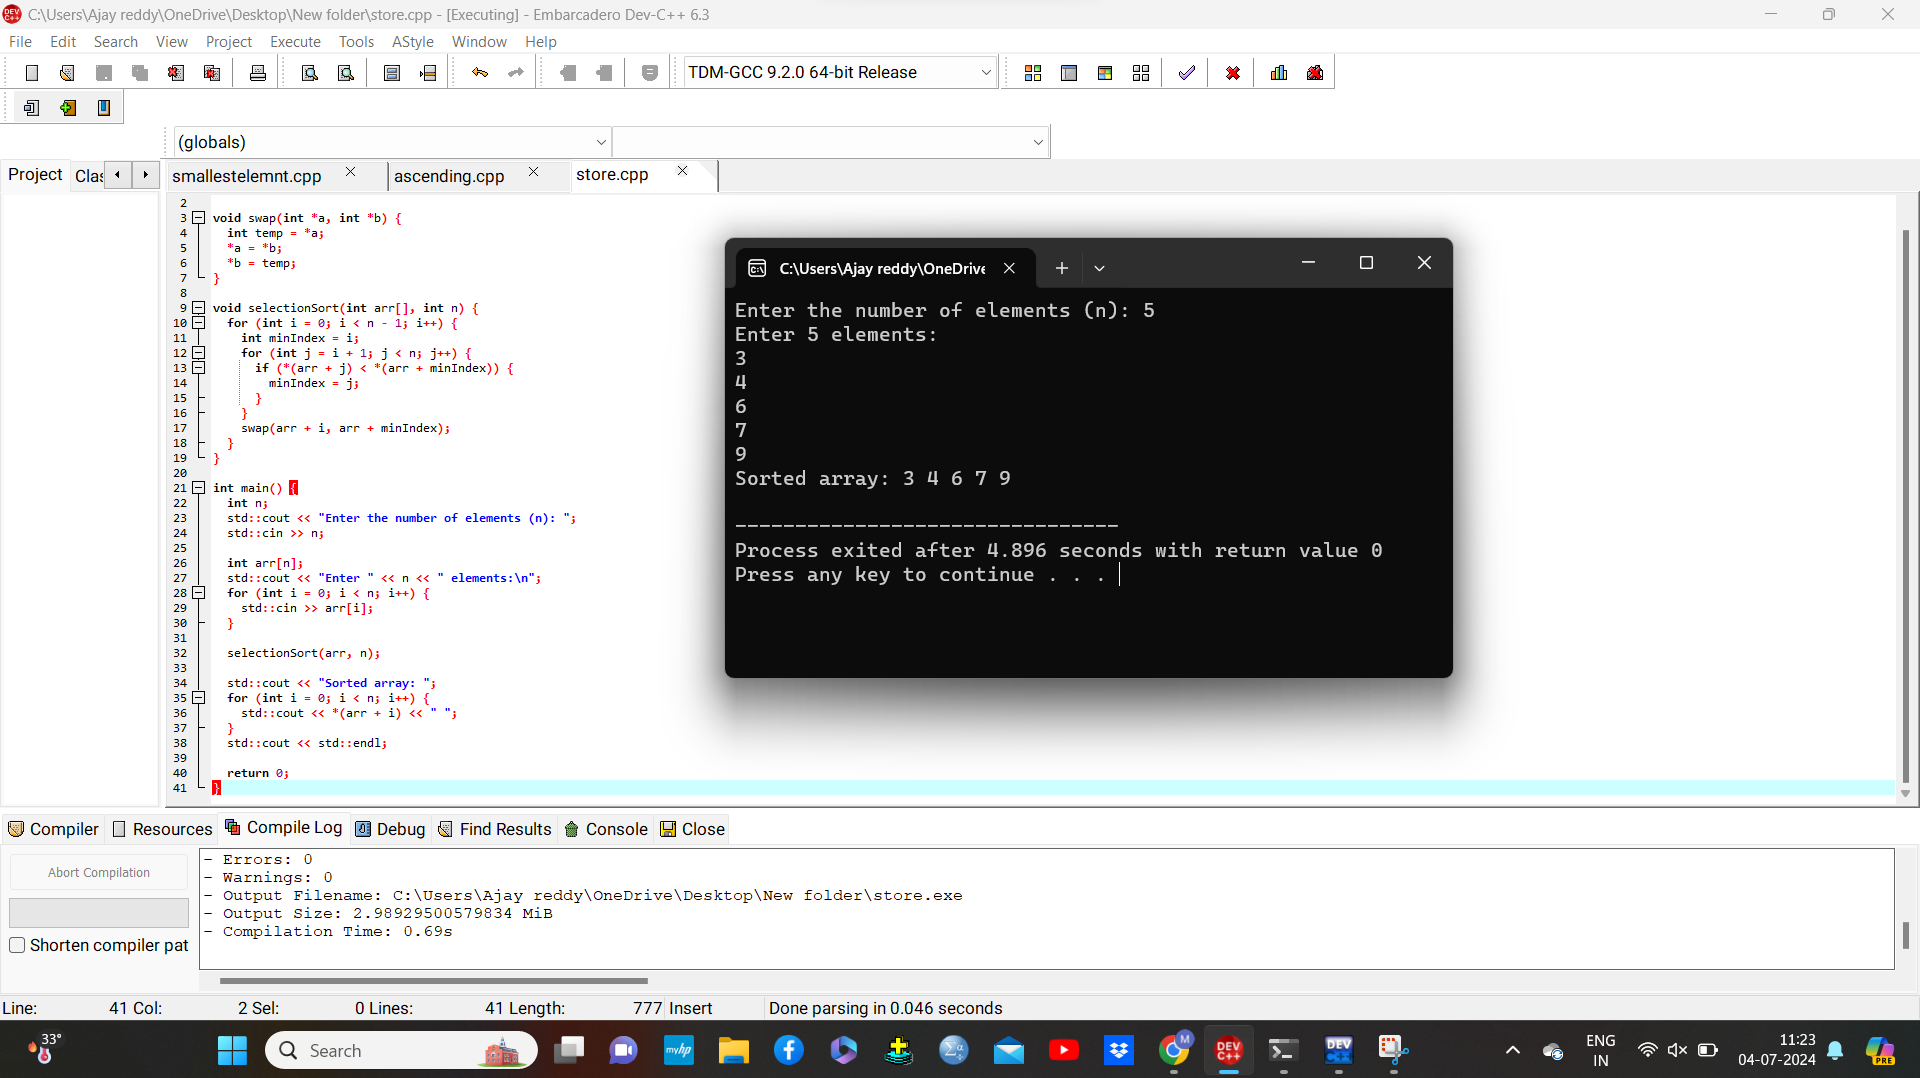 C:\Users\Ajay reddy\OneDrive\Desktop\New folder\store.cpp - [Executing] - Embarcadero Dev-C++ 6.3
File Edit Search View Project Execute Tools AStyle Window Help
TDM-GCC 9.2.0 64-bit Release
(globals)
Project Clas
smallestelemnt.cpp ascending.cpp store.cpp
2
3 void swap(int *a, int *b) {
4 int temp = *a;
5 *a = *b;
6 *b = temp;
7 }
8
9 void selectionSort(int arr[], int n) {
10 for (int i = 0; i < n - 1; i++) {
11 int minIndex = i;
12 for (int j = i + 1; j < n; j++) {
13 if (*(arr + j) < *(arr + minIndex)) {
14 minIndex = j;
15 }
16 }
17 swap(arr + i, arr + minIndex);
18 }
19 }
20
21 int main() {
22 int n;
23 std::cout << "Enter the number of elements (n): ";
24 std::cin >> n;
25
26 int arr[n];
27 std::cout << "Enter " << n << " elements:\n";
28 for (int i = 0; i < n; i++) {
29 std::cin >> arr[i];
30 }
31
32 selectionSort(arr, n);
33
34 std::cout << "Sorted array: ";
35 for (int i = 0; i < n; i++) {
36 std::cout << *(arr + i) << " ";
37 }
38 std::cout << std::endl;
39
40 return 0;
41 }
C:\Users\Ajay reddy\OneDrive
Enter the number of elements (n): 5
Enter 5 elements:
3
4
6
7
9
Sorted array: 3 4 6 7 9
--------------------------------
Process exited after 4.896 seconds with return value 0
Press any key to continue . . .
Compiler Resources Compile Log Debug Find Results Console Close
Abort Compilation
Shorten compiler pat
- Errors: 0
- Warnings: 0
- Output Filename: C:\Users\Ajay reddy\OneDrive\Desktop\New folder\store.exe
- Output Size: 2.98929500579834 MiB
- Compilation Time: 0.69s
Line: 41 Col: 2 Sel: 0 Lines: 41 Length: 777 Insert Done parsing in 0.046 seconds
33°
Search
myhp
DEV C++
DEV C++
M
ENG
IN
11:23
04-07-2024
PRE